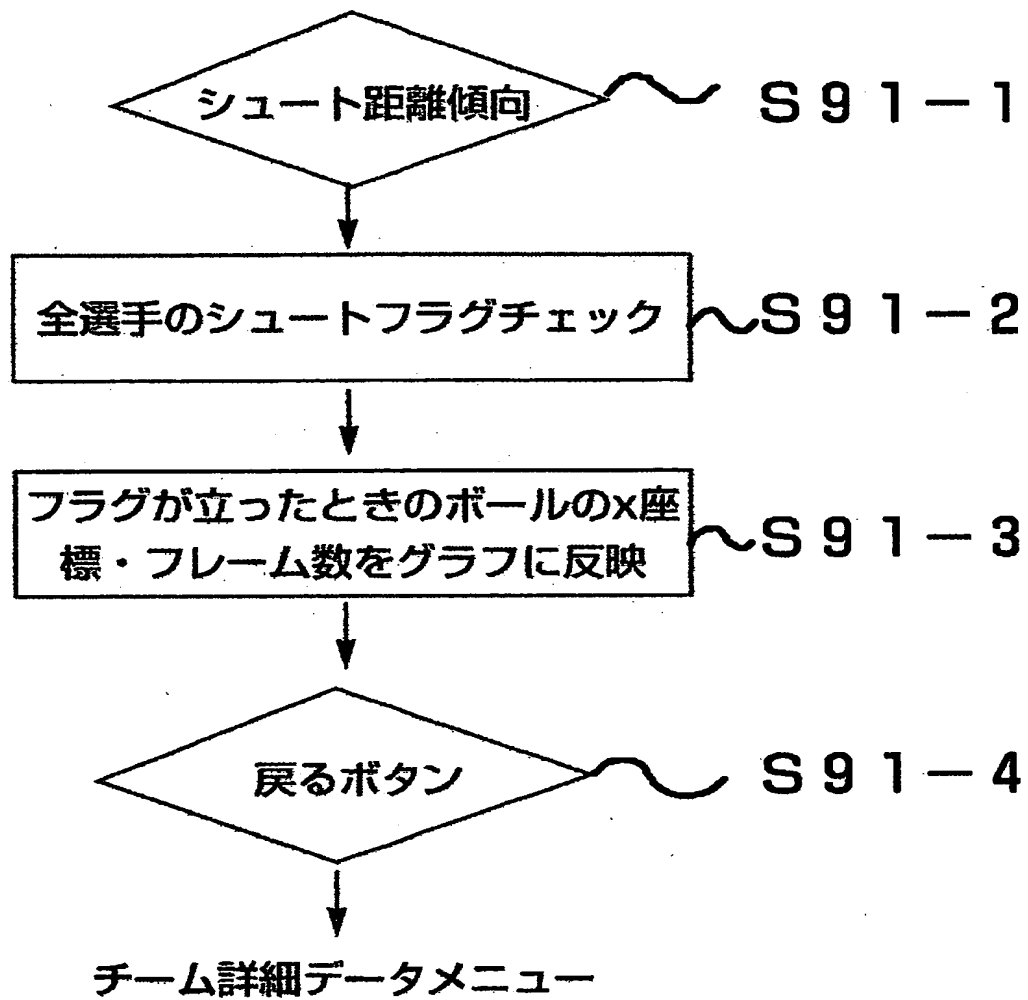 シュート距離傾向
S91-1
全選手のシュートフラグチェック
S91-2
フラグが立ったときのボールのx座
標・フレーム数をグラフに反映
S91-3
戻るボタン
S91-4
チーム詳細データメニュー